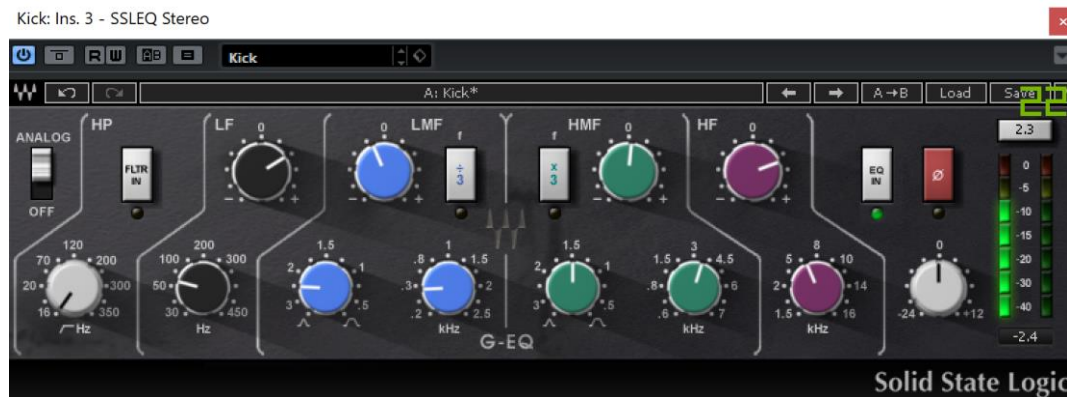 Kick: Ins. 3 - SSLEQ Stereo
R W AB Kick
A: Kick* A→B Load Save
22
2.3
ANALOG
OFF
HP
FLTR IN
LF
0
- +
LMF
0
- +
f
÷ 3
HMF
f
x 3
0
- +
HF
0
- +
EQ IN
Ø
0
-5
-10
-15
-20
-30
-40
-2.4
16 20 70 120 200 300 350
Hz
30 50 100 200 300 450
Hz
3 2 1.5 1 .5
.2 .3 .8 1 1.5 2 2.5
kHz
3 2 1.5 1 .5
.6 .8 1.5 3 4.5 6 7
kHz
1.5 2 5 8 10 14 16
kHz
-24 0 +12
G-EQ
Solid State Logic